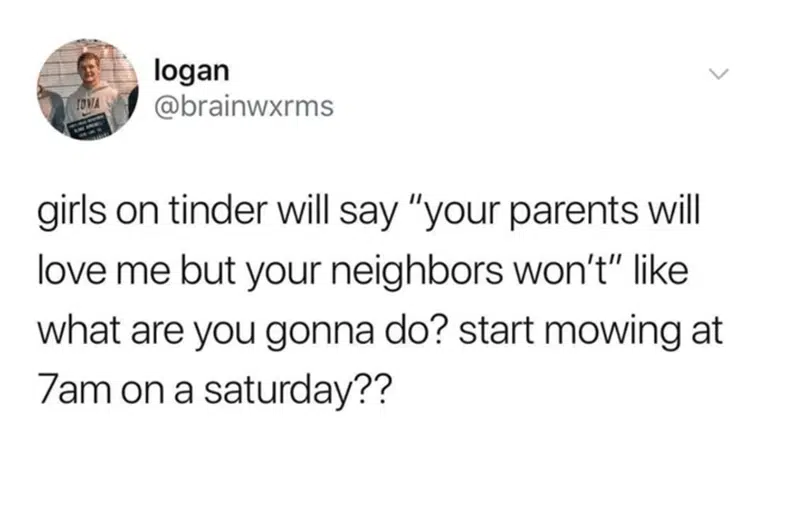 logan
@brainwxrms
IOWA
girls on tinder will say "your parents will
love me but your neighbors won't" like
what are you gonna do? start mowing at
7am on a saturday??